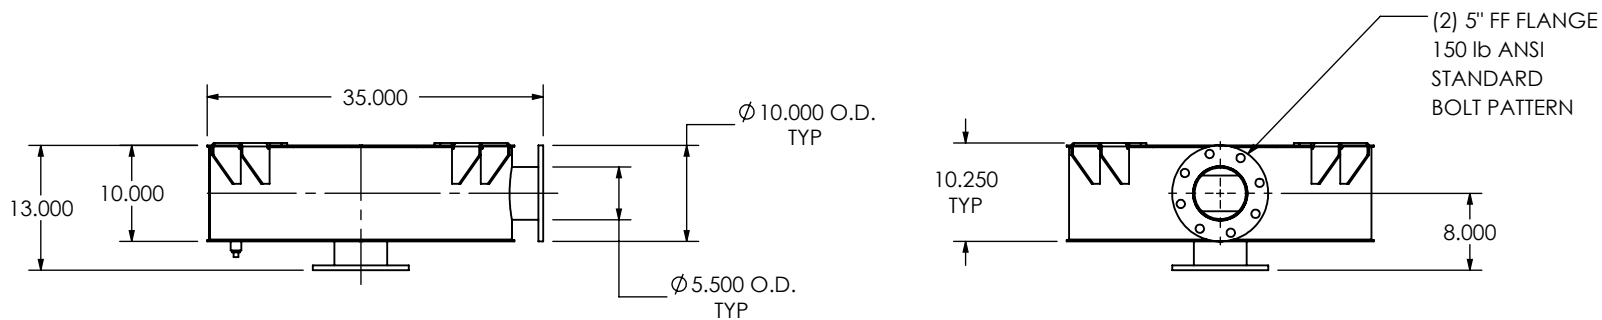 35.000
13.000
10.000
⌀10.000 O.D.
TYP
⌀5.500 O.D.
TYP
(2) 5" FF FLANGE
150 lb ANSI
STANDARD
BOLT PATTERN
10.250
TYP
8.000